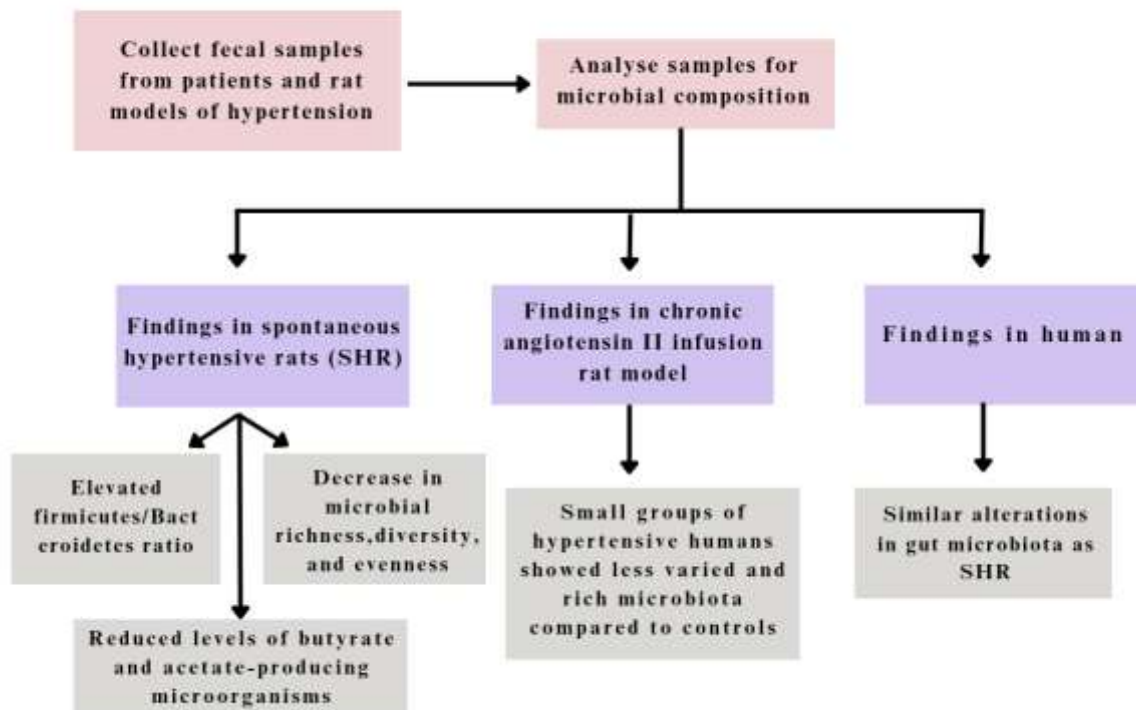 Collect fecal samples
from patients and rat
models of hypertension
Analyse samples for
microbial composition
Findings in spontaneous
hypertensive rats (SHR)
Findings in chronic
angiotensin II infusion
rat model
Findings in human
Elevated
firmicutes/Bact
eroidetes ratio
Decrease in
microbial
richness,diversity,
and evenness
Reduced levels of butyrate
and acetate-producing
microorganisms
Small groups of
hypertensive humans
showed less varied and
rich microbiota
compared to controls
Similar alterations
in gut microbiota as
SHR